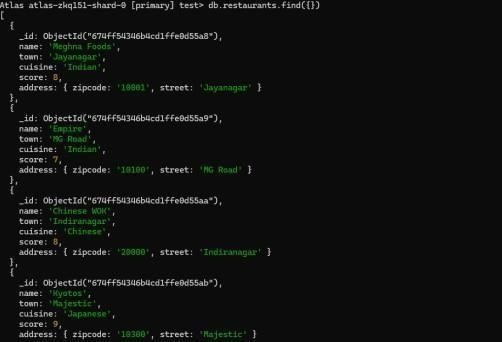 Atlas atlas-zkq151-shard-0 [primary] test> db.restaurants.find({})
[
  {
    _id: ObjectId("674ff54346b4cd1ffe0d55a8"),
    name: 'Meghna Foods',
    town: 'Jayanagar',
    cuisine: 'Indian',
    score: 8,
    address: { zipcode: '10001', street: 'Jayanagar' }
  },
  {
    _id: ObjectId("674ff54346b4cd1ffe0d55a9"),
    name: 'Empire',
    town: 'MG Road',
    cuisine: 'Indian',
    score: 7,
    address: { zipcode: '10100', street: 'MG Road' }
  },
  {
    _id: ObjectId("674ff54346b4cd1ffe0d55aa"),
    name: 'Chinese WOK',
    town: 'Indiranagar',
    cuisine: 'Chinese',
    score: 8,
    address: { zipcode: '20000', street: 'Indiranagar' }
  },
  {
    _id: ObjectId("674ff54346b4cd1ffe0d55ab"),
    name: 'Kyotos',
    town: 'Majestic',
    cuisine: 'Japanese',
    score: 9,
    address: { zipcode: '10300', street: 'Majestic' }